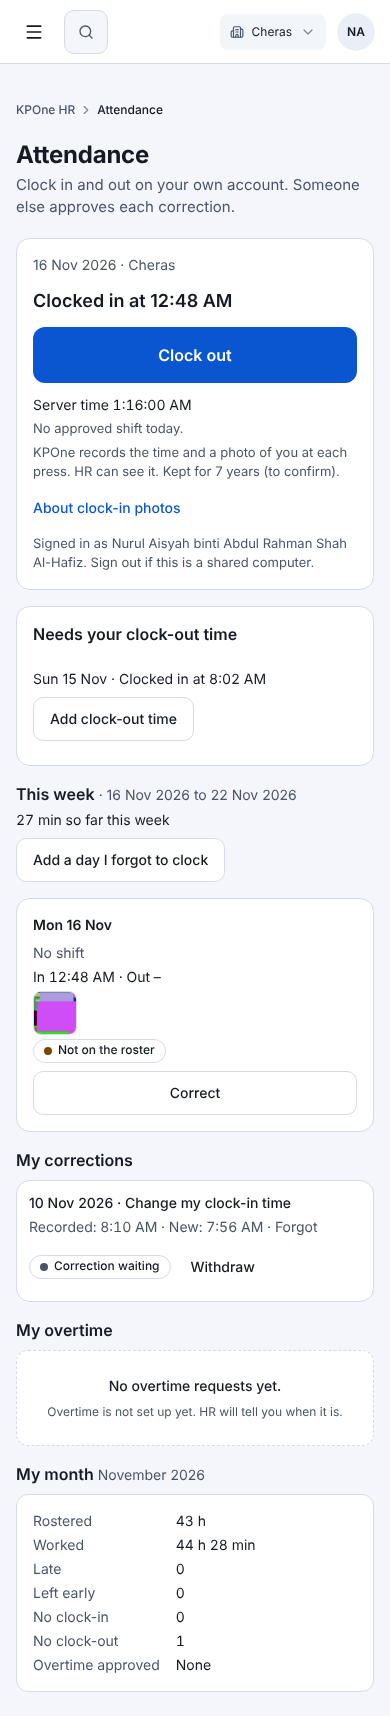 Cheras
NA
KPOne HR > Attendance
Attendance
Clock in and out on your own account. Someone
else approves each correction.
16 Nov 2026 · Cheras
Clocked in at 12:48 AM
Clock out
Server time 1:16:00 AM
No approved shift today.
KPOne records the time and a photo of you at each
press. HR can see it. Kept for 7 years (to confirm).
About clock-in photos
Signed in as Nurul Aisyah binti Abdul Rahman Shah
Al-Hafiz. Sign out if this is a shared computer.
Needs your clock-out time
Sun 15 Nov · Clocked in at 8:02 AM
Add clock-out time
This week · 16 Nov 2026 to 22 Nov 2026
27 min so far this week
Add a day I forgot to clock
Mon 16 Nov
No shift
In 12:48 AM · Out –
Not on the roster
Correct
My corrections
10 Nov 2026 · Change my clock-in time
Recorded: 8:10 AM · New: 7:56 AM · Forgot
Correction waiting
Withdraw
My overtime
No overtime requests yet.
Overtime is not set up yet. HR will tell you when it is.
My month November 2026
Rostered 43 h
Worked 44 h 28 min
Late 0
Left early 0
No clock-in 0
No clock-out 1
Overtime approved None